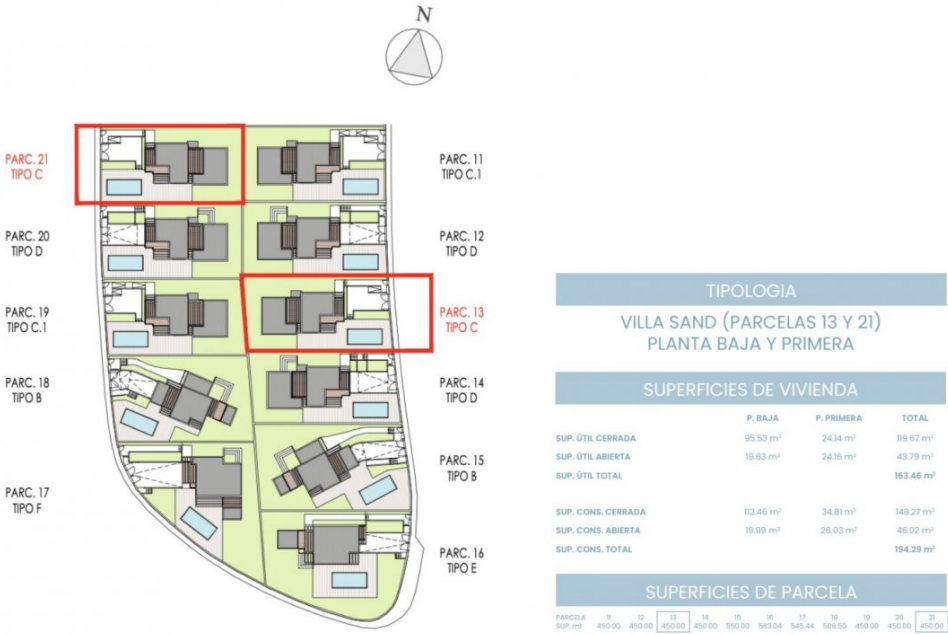 N
PARC. 21
TIPO C
PARC. 11
TIPO C.1
PARC. 20
TIPO D
PARC. 12
TIPO D
PARC. 19
TIPO C.1
PARC. 13
TIPO C
PARC. 18
TIPO B
PARC. 14
TIPO D
PARC. 15
TIPO B
PARC. 17
TIPO F
PARC. 16
TIPO E
TIPOLOGIA
VILLA SAND (PARCELAS 13 Y 21)
PLANTA BAJA Y PRIMERA
SUPERFICIES DE VIVIENDA
P. BAJA P. PRIMERA TOTAL
SUP. ÚTIL CERRADA 95.53 m² 24.14 m² 119.67 m²
SUP. ÚTIL ABIERTA 19.63 m² 24.16 m² 43.79 m²
SUP. ÚTIL TOTAL 163.46 m²
SUP. CONS. CERRADA 113.46 m² 34.81 m² 148.27 m²
SUP. CONS. ABIERTA 19.99 m² 26.03 m² 46.02 m²
SUP. CONS. TOTAL 194.29 m²
SUPERFICIES DE PARCELA
PARCELA 11 12 13 14 15 16 17 18 19 20 21
SUP. m² 450.00 450.00 450.00 450.00 550.00 583.04 545.44 506.50 450.00 450.00 450.00